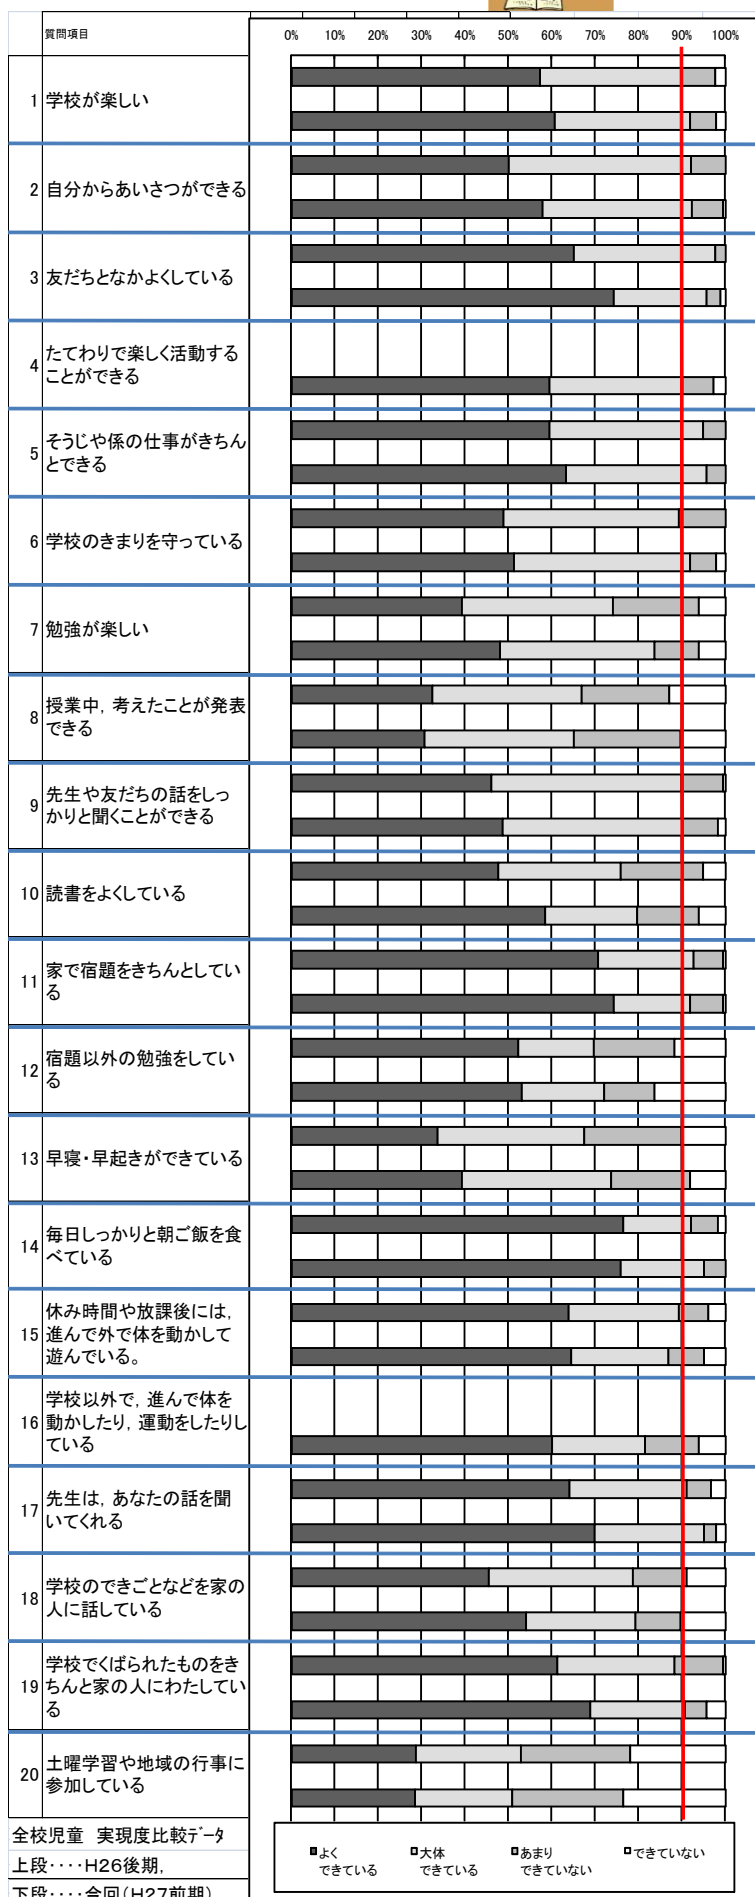 質問項目
0% 10% 20% 30% 40% 50% 60% 70% 80% 90% 100%
1 学校が楽しい
2 自分からあいさつができる
3 友だちとなかよくしている
4 たてわりで楽しく活動する
ことができる
5 そうじや係の仕事がきちん
とできる
6 学校のきまりを守っている
7 勉強が楽しい
8 授業中，考えたことが発表
できる
9 先生や友だちの話をしっ
かりと聞くことができる
10 読書をよくしている
11 家で宿題をきちんとしてい
る
12 宿題以外の勉強をしてい
る
13 早寝・早起きができている
14 毎日しっかりと朝ご飯を食
べている
15 休み時間や放課後には，
進んで外で体を動かして
遊んでいる。
16 学校以外で，進んで体を
動かしたり，運動をしたりし
ている
17 先生は，あなたの話を聞
いてくれる
18 学校のできごとなどを家の
人に話している
19 学校でくばられたものをき
ちんと家の人にわたしてい
る
20 土曜学習や地域の行事に
参加している
全校児童 実現度比較ﾃﾞｰﾀ
上段････H26後期，
下段････今回（H27前期）
よく
できている
大体
できている
あまり
できていない
できていない